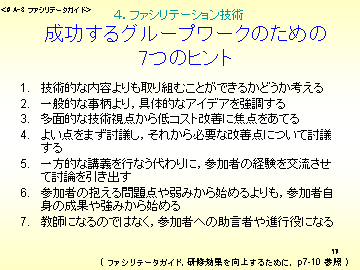 <# A-8 ファシリテータガイド>
4. ファシリテーション技術
成功するグループワークのための
7つのヒント
1. 技術的な内容よりも取り組むことができるかどうか考える
2. 一般的な事柄より, 具体的なアイデアを強調する
3. 多面的な技術視点から低コスト改善に焦点をあてる
4. よい点をまず討議し, それから必要な改善点について討議
する
5. 一方的な講義を行なう代わりに, 参加者の経験を交流させ
て討論を引き出す
6. 参加者の抱える問題点や弱みから始めるよりも, 参加者自
身の成果や強みから始める
7. 教師になるのではなく, 参加者への助言者や進行役になる
( ファシリテータガイド, 研修効果を向上するために, p7-10 参照 )